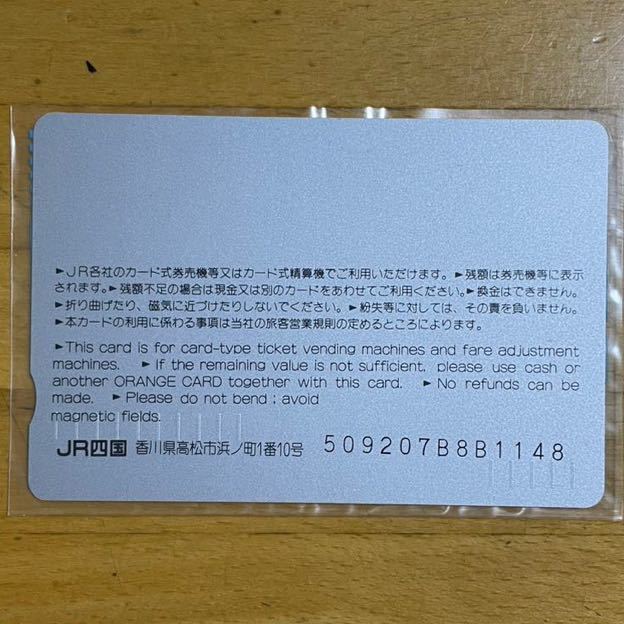 ►JR各社のカード式券売機等又はカード式精算機でご利用いただけます。►残額は券売機等に表示
されます。►残額不足の場合は現金又は別のカードをあわせてご利用ください。►換金はできません。
►折り曲げたり、磁気に近づけたりしないでください。►紛失等に対しては、その責を負いません。
►本カードの利用に係わる事項は当社の旅客営業規則の定めるところによります。
►This card is for card-type ticket vending machines and fare adjustment
machines. ►If the remaining value is not sufficient, please use cash or
another ORANGE CARD together with this card. ►No refunds can be
made. ►Please do not bend ; avoid
magnetic fields.
JR四国 香川県高松市浜ノ町1番10号 509207B8B1148